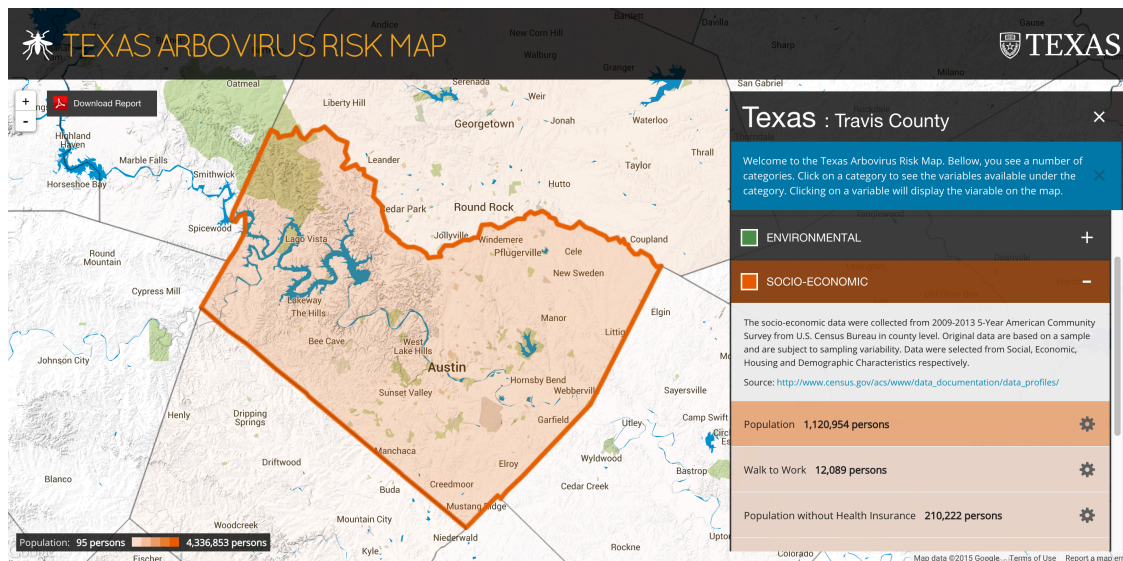 TEXAS ARBOVIRUS RISK MAP
TEXAS
Andice
Bartlett
Davilla
Gause
New Corn Hill
Walburg
Sharp
Granger
Milano
Oatmeal
Serenada
San Gabriel
+
-
Download Report
Liberty Hill
Weir
Georgetown
Jonah
Waterloo
Highland
Haven
Marble Falls
Smithwick
Leander
Taylor
Thrall
Horseshoe Bay
Hutto
Cedar Park
Round Rock
Spicewood
Jollyville
Windemere
Coupland
Lago Vista
Pflugerville
Cele
Round
Mountain
New Sweden
Cypress Mill
Lakeway
The Hills
Manor
Elgin
Bee Cave
West
Lake Hills
Littig
Johnson City
Austin
Hornsby Bend
Sunset Valley
Webberville
Sayersville
Henly
Dripping
Springs
Garfield
Utley
Camp Swift
Manchaca
Wyldwood
Driftwood
Elroy
Bastrop
Blanco
Creedmoor
Cedar Creek
Buda
Mustang Ridge
Mountain City
Woodcreek
Niederwald
Kyle
Rockne
Fischer
Colorado
Population: 95 persons 4,336,853 persons
Texas : Travis County
×
Welcome to the Texas Arbovirus Risk Map. Bellow, you see a number of
categories. Click on a category to see the variables available under the
category. Clicking on a variable will display the viarable on the map.
ENVIRONMENTAL +
SOCIO-ECONOMIC -
The socio-economic data were collected from 2009-2013 5-Year American Community
Survey from U.S. Census Bureau in county level. Original data are based on a sample
and are subject to sampling variability. Data were selected from Social, Economic,
Housing and Demographic Characteristics respectively.
Source: http://www.census.gov/acs/www/data_documentation/data_profiles/
Population 1,120,954 persons
Walk to Work 12,089 persons
Population without Health Insurance 210,222 persons
Map data ©2015 Google Terms of Use Report a map err